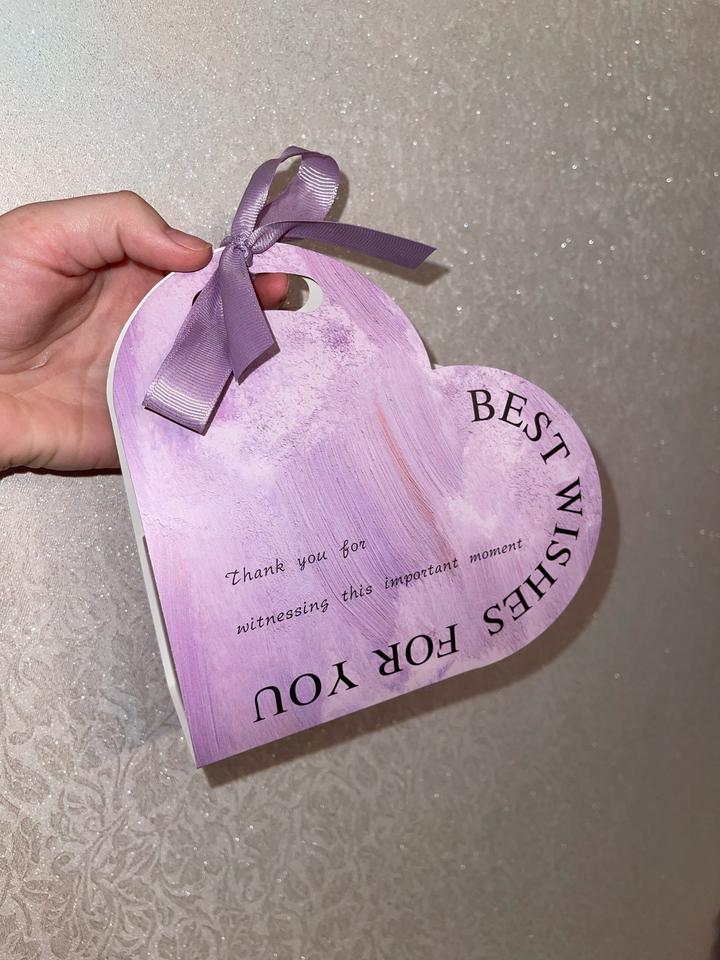 BEST WISHES FOR YOU
Thank you for
witnessing this important moment